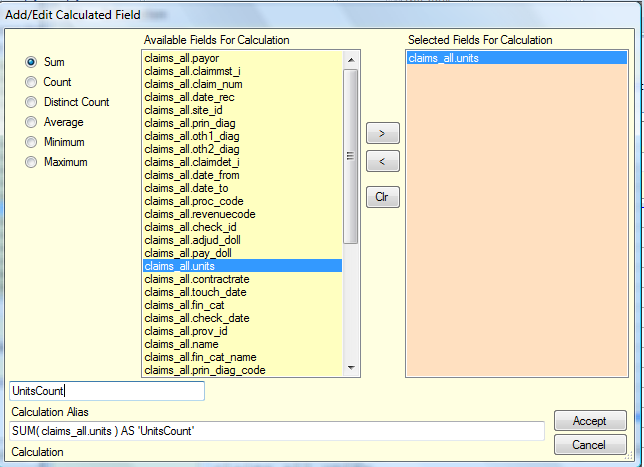 Add/Edit Calculated Field
Available Fields For Calculation
Selected Fields For Calculation
Sum
Count
Distinct Count
Average
Minimum
Maximum
claims_all.payor
claims_all.claimmst_i
claims_all.claim_num
claims_all.date_rec
claims_all.site_id
claims_all.prin_diag
claims_all.oth1_diag
claims_all.oth2_diag
claims_all.claimdet_i
claims_all.date_from
claims_all.date_to
claims_all.proc_code
claims_all.revenuecode
claims_all.check_id
claims_all.adjud_doll
claims_all.pay_doll
claims_all.units
claims_all.contractrate
claims_all.touch_date
claims_all.fin_cat
claims_all.check_date
claims_all.prov_id
claims_all.name
claims_all.fin_cat_name
claims_all.prin_diag_code
>
<
Clr
claims_all.units
UnitsCount
Calculation Alias
SUM( claims_all.units ) AS 'UnitsCount'
Calculation
Accept
Cancel